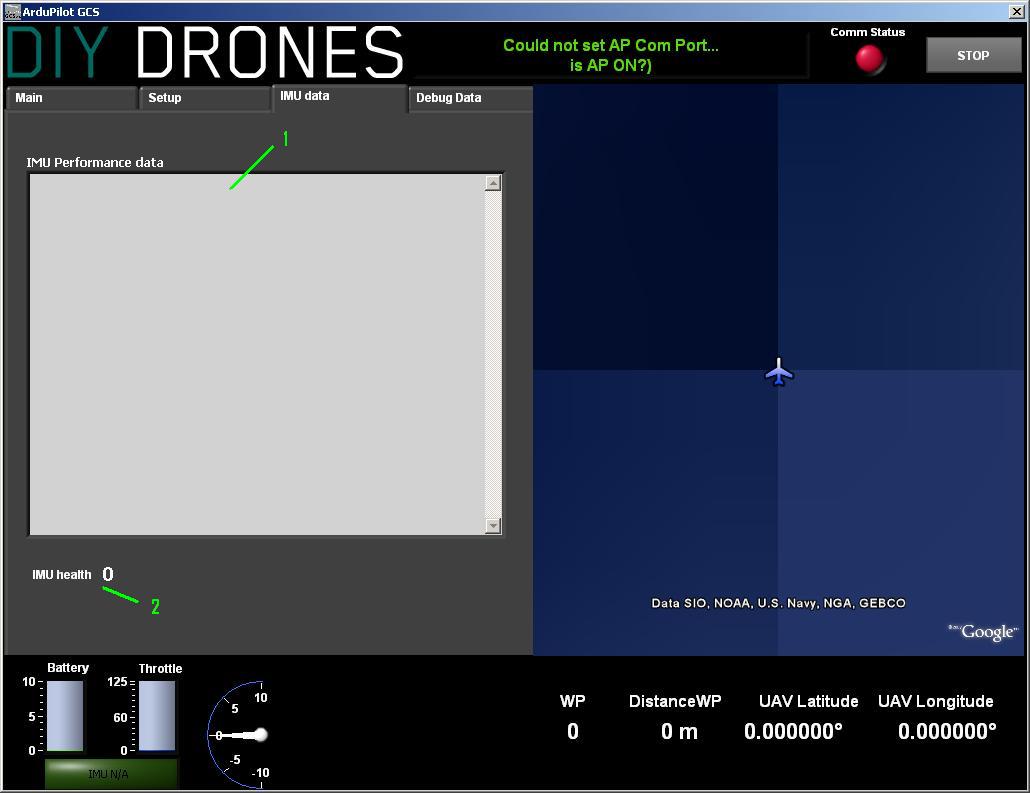 ArduPilot GCS
DIY DRONES
Could not set AP Com Port...
is AP ON?)
Comm Status
STOP
Main
Setup
IMU data
Debug Data
1
IMU Performance data
IMU health 0
2
Data SIO, NOAA, U.S. Navy, NGA, GEBCO
Google™
Battery
10
5
0
Throttle
125
60
0
IMU N/A
10
5
0
-5
-10
WP
0
DistanceWP
0 m
UAV Latitude
0.000000°
UAV Longitude
0.000000°